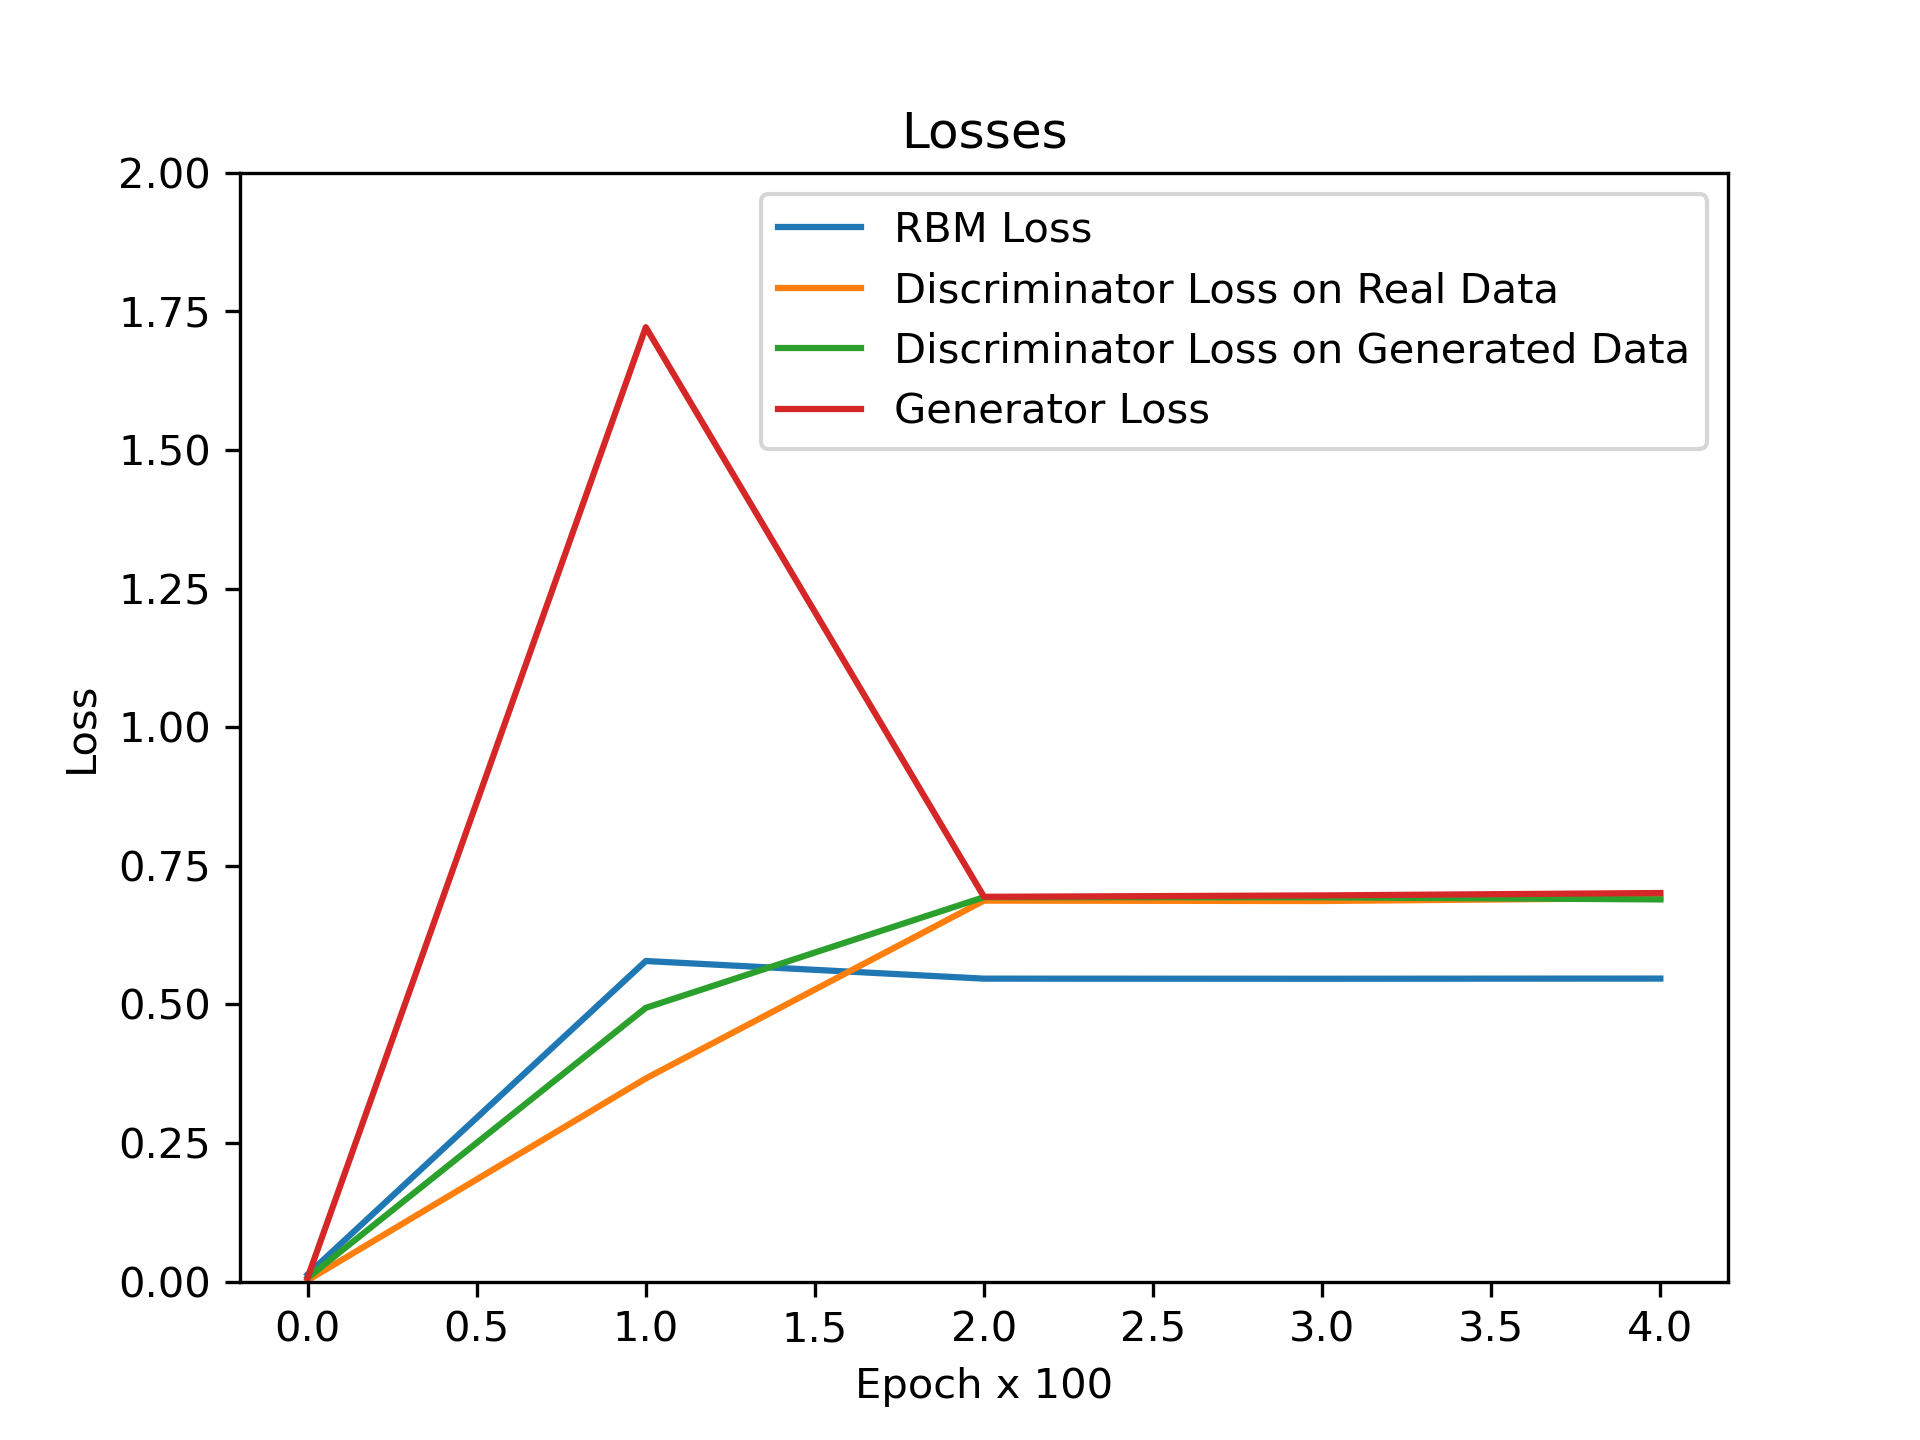 Losses
2.00
1.75
1.50
1.25
1.00
0.75
0.50
0.25
0.00
Loss
RBM Loss
Discriminator Loss on Real Data
Discriminator Loss on Generated Data
Generator Loss
0.0 0.5 1.0 1.5 2.0 2.5 3.0 3.5 4.0
Epoch x 100